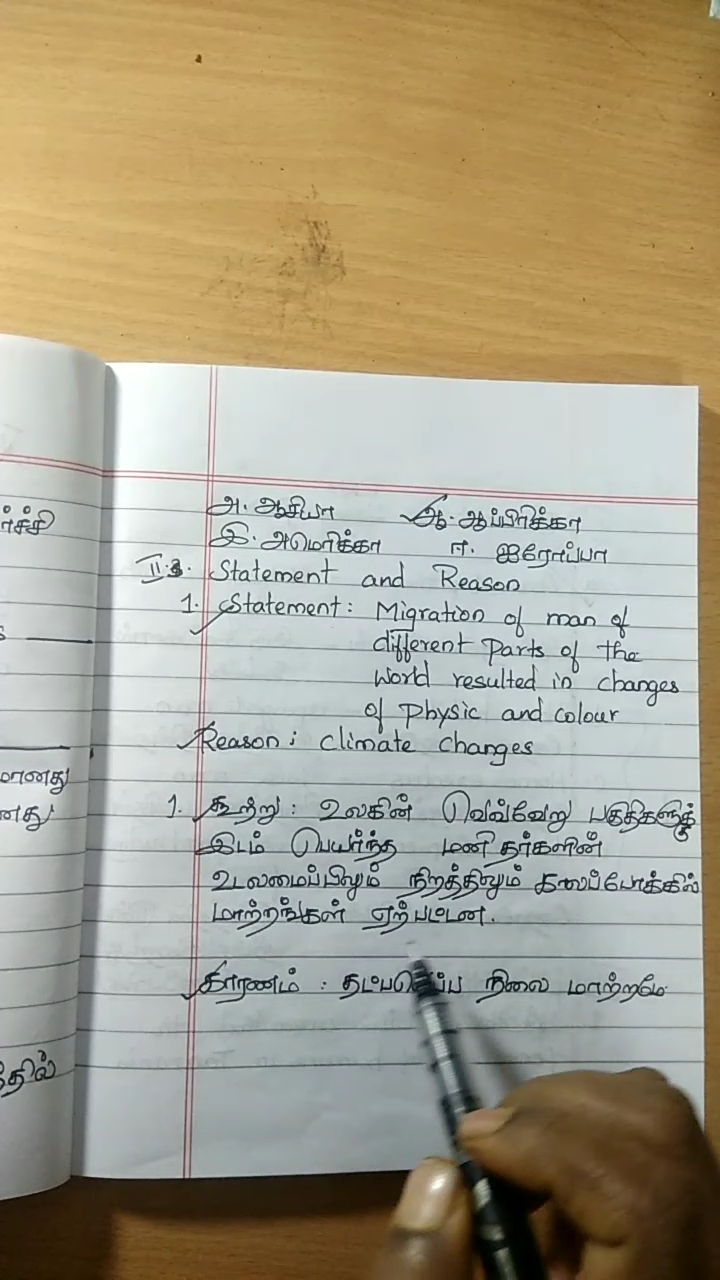 அ. ஆசியா ஆ. ஆப்பிரிக்கா
இ. அமெரிக்கா ஈ. ஐரோப்பா
II. 3. Statement and Reason
1. Statement: Migration of man of
different parts of the
world resulted in changes
of Physic and colour
Reason: Climate Changes
1. கூற்று: உலகின் வெவ்வேறு பகுதிகளுக்கு
இடம் பெயர்ந்த மனிதர்களின்
உடலமைப்பிலும் நிறத்திலும் காலப்போக்கில்
மாற்றங்கள் ஏற்பட்டன.
காரணம்: நிலை மாற்றமே
ர்ச்சி
மானது
னது
தில்